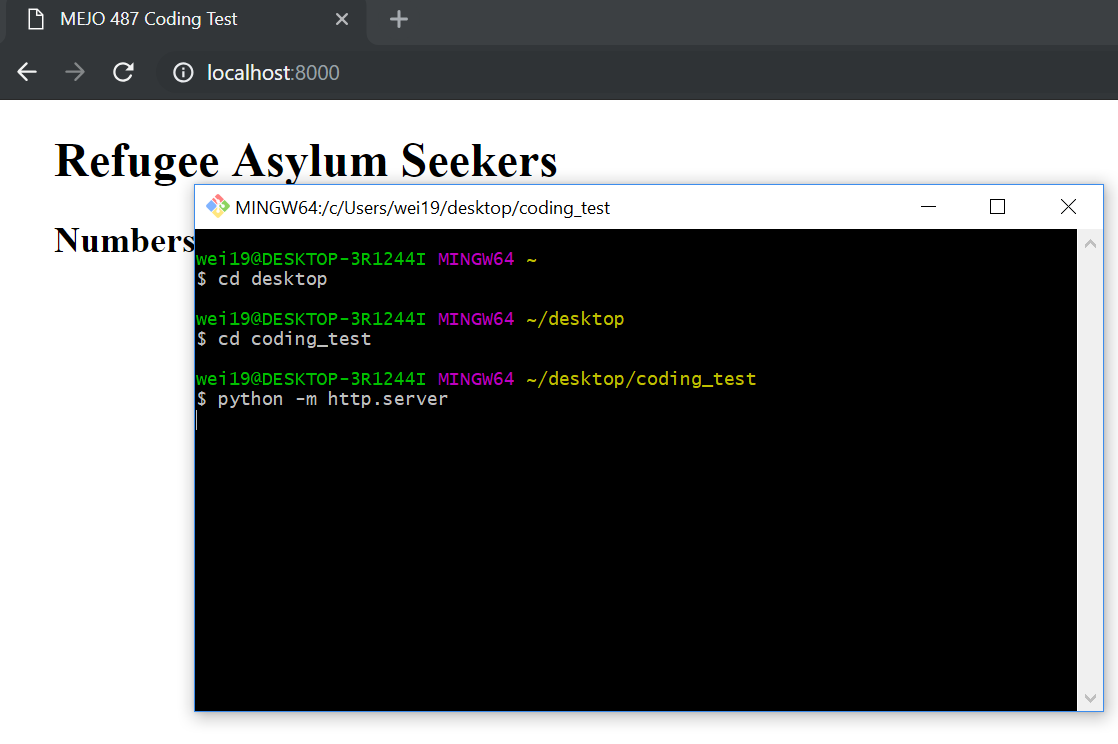 MEJO 487 Coding Test
localhost:8000
Refugee Asylum Seekers
Numbers
MINGW64:/c/Users/wei19/desktop/coding_test
wei19@DESKTOP-3R1244I MINGW64 ~
$ cd desktop
wei19@DESKTOP-3R1244I MINGW64 ~/desktop
$ cd coding_test
wei19@DESKTOP-3R1244I MINGW64 ~/desktop/coding_test
$ python -m http.server